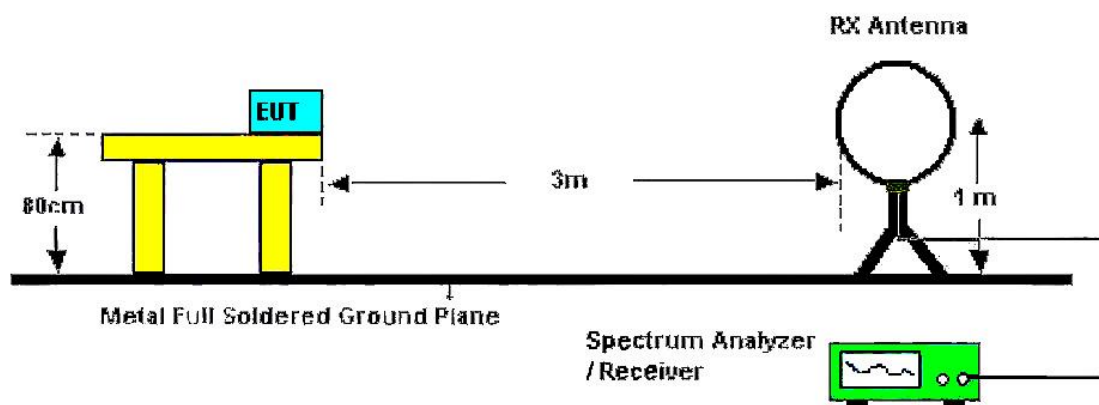 RX Antenna
EUT
80cm
3m
1 m
Metal Full Soldered Ground Plane
Spectrum Analyzer
/ Receiver